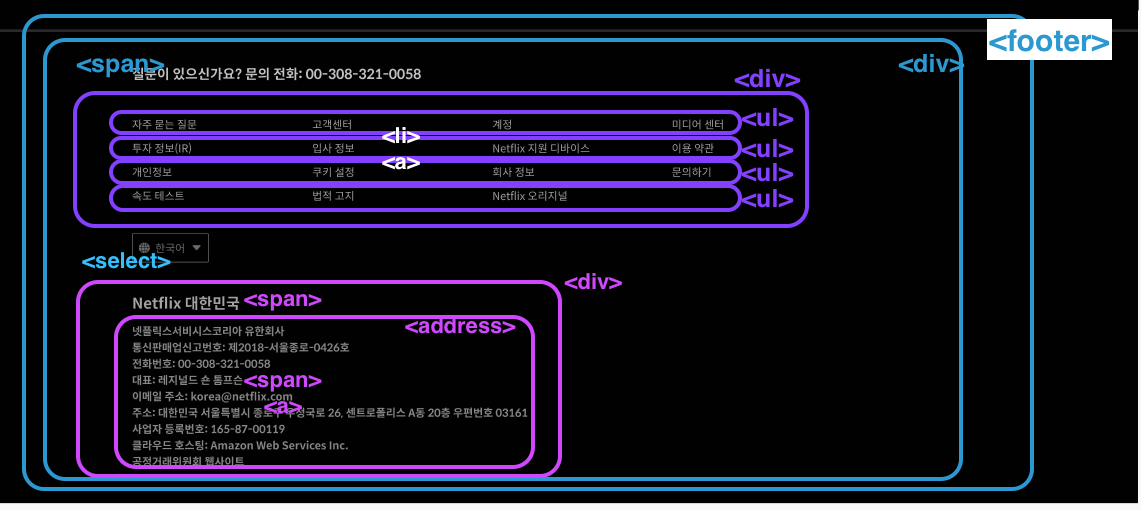 <footer>
<span>
<div>
질문이 있으신가요? 문의 전화: 00-308-321-0058
<div>
자주 묻는 질문 고객센터 계정 미디어 센터 <ul>
<li>
투자 정보(IR) 입사 정보 Netflix 지원 디바이스 이용 약관 <ul>
<a>
개인정보 쿠키 설정 회사 정보 문의하기 <ul>
속도 테스트 법적 고지 Netflix 오리지널 <ul>
한국어
<select>
<div>
Netflix 대한민국 <span>
<address>
넷플릭스서비시스코리아 유한회사
통신판매업신고번호: 제2018-서울종로-0426호
전화번호: 00-308-321-0058
대표: 레지널드 숀 톰프슨 <span>
이메일 주소: korea@netflix.com
<a>
주소: 대한민국 서울특별시 종로구 우정국로 26, 센트로폴리스 A동 20층 우편번호 03161
사업자 등록번호: 165-87-00119
클라우드 호스팅: Amazon Web Services Inc.
공정거래위원회 웹사이트